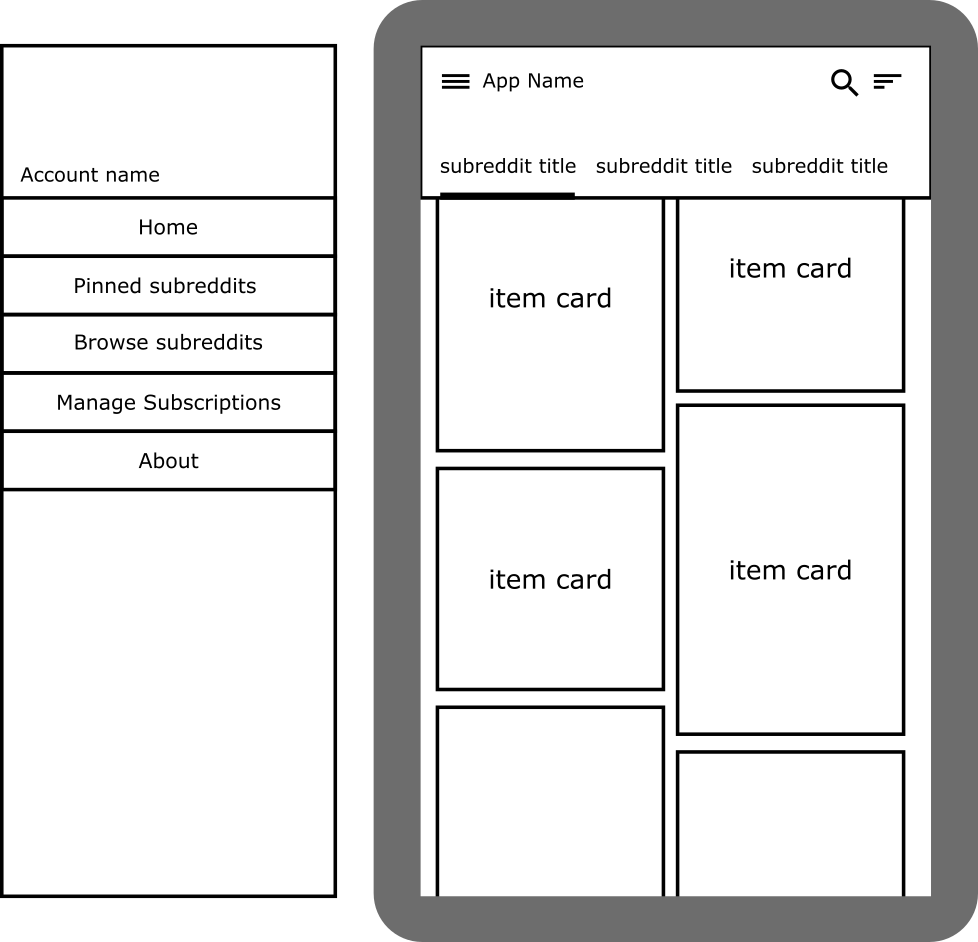 Account name
Home
Pinned subreddits
Browse subreddits
Manage Subscriptions
About
App Name
subreddit title subreddit title subreddit title
item card
item card
item card
item card